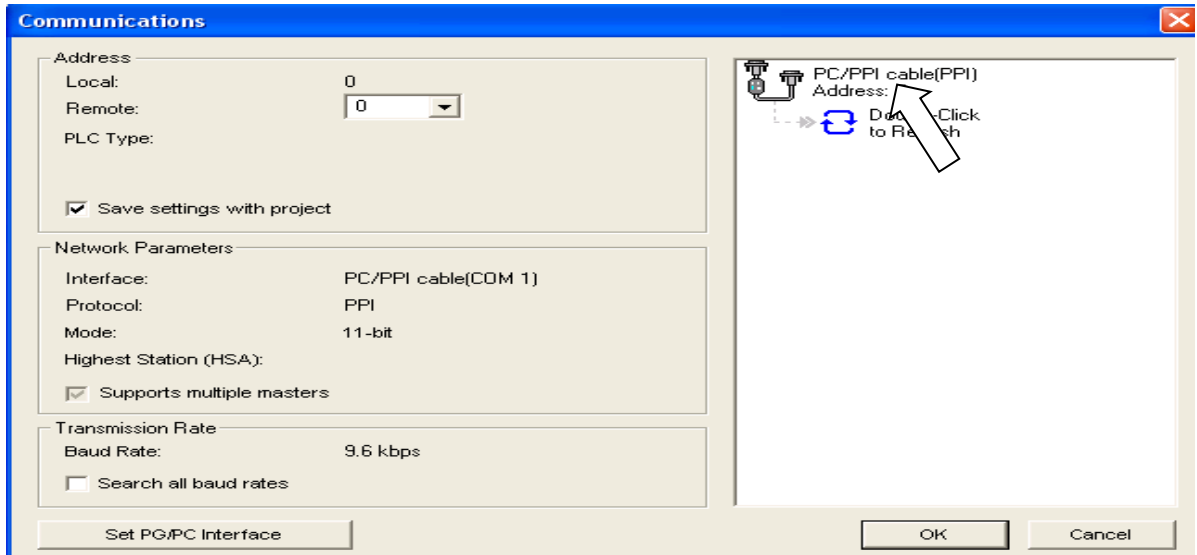 Communications
Address
Local: 0
Remote: 0
PLC Type:
Save settings with project
Network Parameters
Interface: PC/PPI cable(COM 1)
Protocol: PPI
Mode: 11-bit
Highest Station (HSA):
Supports multiple masters
Transmission Rate
Baud Rate: 9.6 kbps
Search all baud rates
Set PG/PC Interface
PC/PPI cable(PPI)
Address:
Click
to
OK
Cancel